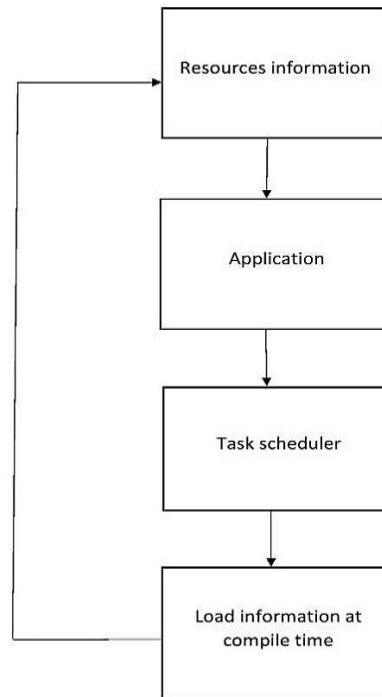 Resources information
Application
Task scheduler
Load information at
compile time